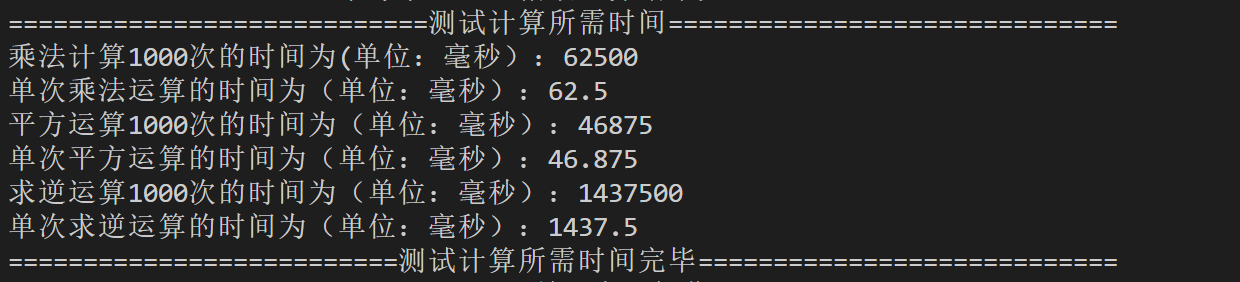 ============================测试计算所需时间==============================
乘法计算1000次的时间为(单位：毫秒）：62500
单次乘法运算的时间为（单位：毫秒）：62.5
平方运算1000次的时间为（单位：毫秒）：46875
单次平方运算的时间为（单位：毫秒）：46.875
求逆运算1000次的时间为（单位：毫秒）：1437500
单次求逆运算的时间为（单位：毫秒）：1437.5
==========================测试计算所需时间完毕============================